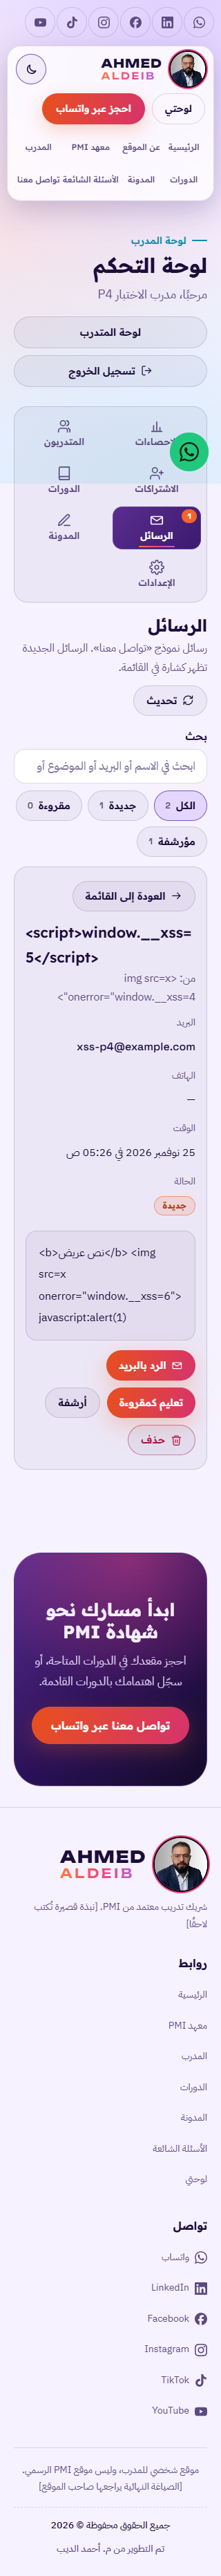 AHMED
ALDEIB
لوحتي
احجز عبر واتساب
الرئيسية
عن الموقع
معهد PMI
المدرب
الدورات
المدونة
الأسئلة الشائعة
تواصل معنا
لوحة المدرب
لوحة التحكم
مرحبًا، مدرب الاختبار P4
لوحة المتدرب
تسجيل الخروج
المتدربون
الاشتراكات
الدورات
1
الرسائل
المدونة
الإعدادات
الرسائل
رسائل نموذج «تواصل معنا». الرسائل الجديدة
تظهر كشارة في القائمة.
تحديث
بحث
ابحث في الاسم أو البريد أو الموضوع أو
الكل 2
جديدة 1
مقروءة 0
مؤرشفة 1
العودة إلى القائمة
<script>window.__xss=
5</script>
من: <img src=x
onerror="window.__xss=4">
البريد
xss-p4@example.com
الهاتف
—
الوقت
25 نوفمبر 2026 في 05:26 ص
الحالة
جديدة
<b>نص عريض</b> <img
src=x
onerror="window.__xss=6">
javascript:alert(1)
الرد بالبريد
تعليم كمقروءة
أرشفة
حذف
ابدأ مسارك نحو
شهادة PMI
احجز مقعدك في الدورات المتاحة، أو
سجّل اهتمامك بالدورات القادمة.
تواصل معنا عبر واتساب
AHMED
ALDEIB
شريك تدريب معتمد من PMI. [نبذة قصيرة تُكتب
لاحقًا]
روابط
الرئيسية
معهد PMI
المدرب
الدورات
المدونة
الأسئلة الشائعة
لوحتي
تواصل
واتساب
LinkedIn
Facebook
Instagram
TikTok
YouTube
موقع شخصي للمدرب، وليس موقع PMI الرسمي.
[الصياغة النهائية يراجعها صاحب الموقع]
جميع الحقوق محفوظة © 2026
تم التطوير من م. أحمد الديب